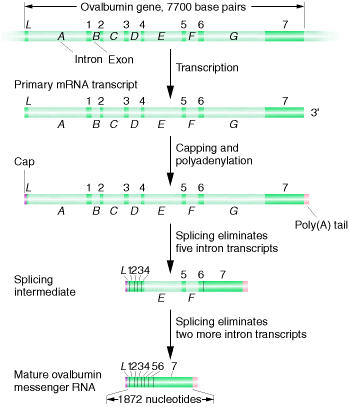 Ovalbumin gene, 7700 base pairs
L 1 2 3 4 5 6 7
A B C D E F G
Intron Exon
Transcription
Primary mRNA transcript
L 1 2 3 4 5 6 7
3'
A B C D E F G
Capping and
polyadenylation
Cap
L 1 2 3 4 5 6 7
A B C D E F G
Poly(A) tail
Splicing eliminates
five intron transcripts
Splicing
intermediate
L1234 5 6 7
E F
Splicing eliminates
two more intron transcripts
Mature ovalbumin
messenger RNA
L123456 7
1872 nucleotides